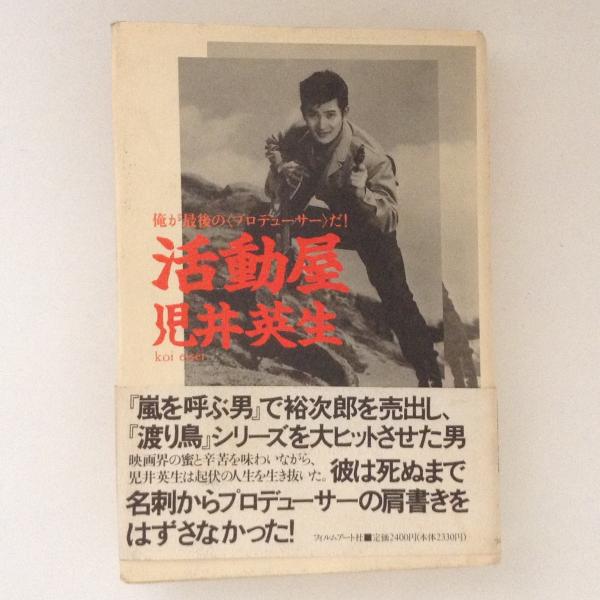 俺が最後の〈プロデューサー〉だ!
活動屋
児井英生
koi eisei
『嵐を呼ぶ男』で裕次郎を売出し、
『渡り鳥』シリーズを大ヒットさせた男
映画界の蜜と辛苦を味わいながら、
児井英生は起伏の人生を生き抜いた。彼は死ぬまで
名刺からプロデューサーの肩書きを
はずさなかった!
フィルムアート社■定価2400円(本体2330円)